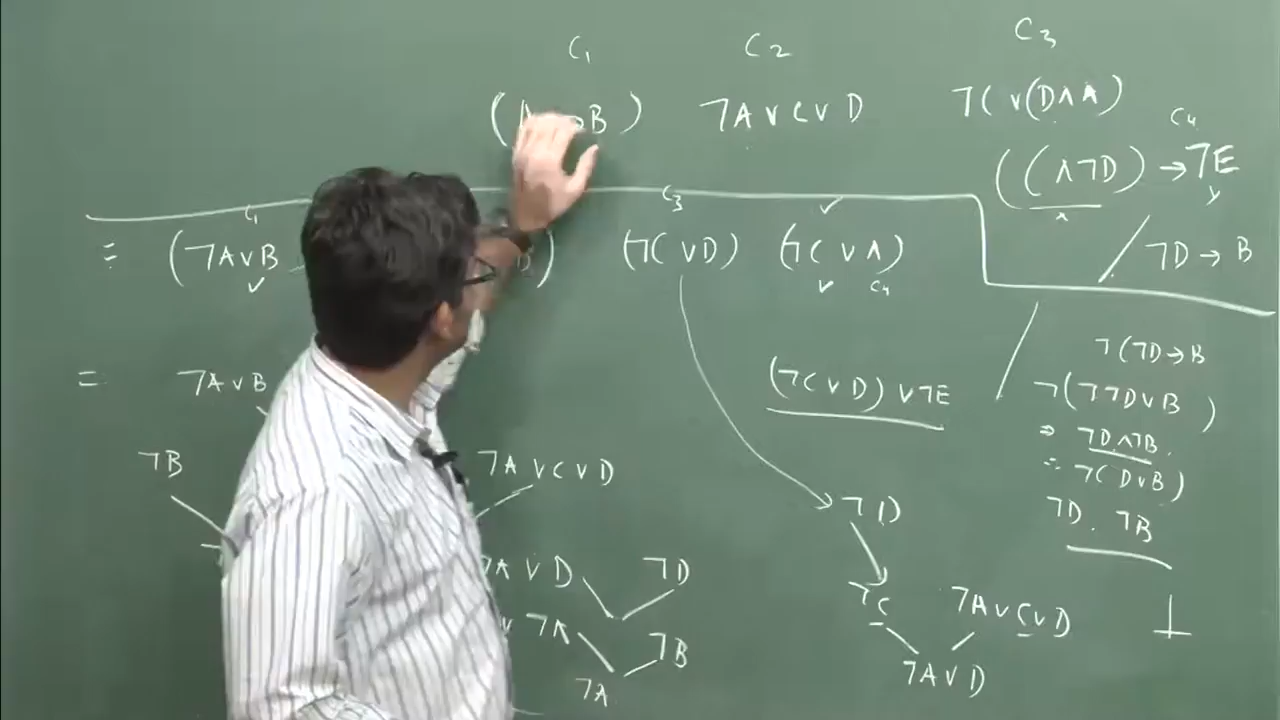 C1 C2 C3
( → B ) ¬A ∨ C ∨ D ¬C ∨ (D ∧ A)
C4
(C ∧ ¬D) → ¬E
x y
/ ¬D → B
C1 C3 ✓
= (¬A ∨ B ) (¬C ∨ D) (¬C ∨ A)
✓ ✓ C4
¬(¬D → B
= ¬A ∨ B (¬C ∨ D) ∨ ¬E / ¬(¬¬D ∨ B )
⇒ ¬D ∧ ¬B.
¬B ¬A ∨ C ∨ D ∴ ¬(D ∨ B)
¬D ¬D. ¬B
¬A ∨ D ¬D
¬C ¬A ∨ C ∨ D ⊥
∨ ¬A ¬B
¬A ¬A ∨ D